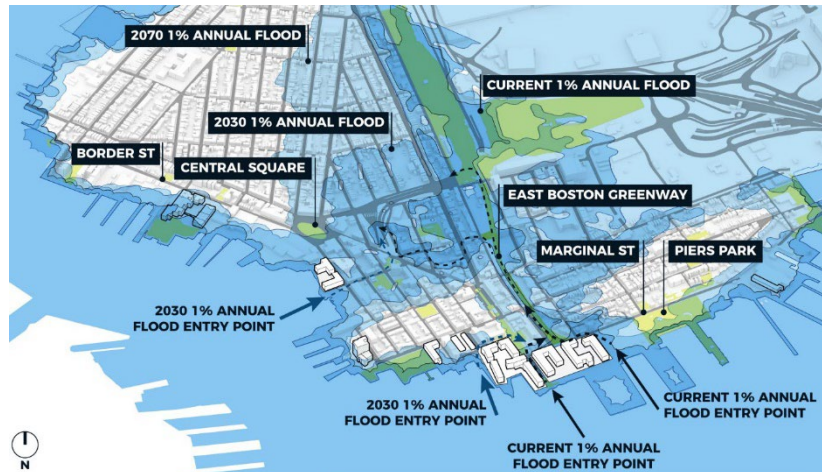 2070 1% ANNUAL FLOOD
CURRENT 1% ANNUAL FLOOD
2030 1% ANNUAL FLOOD
BORDER ST
CENTRAL SQUARE
EAST BOSTON GREENWAY
MARGINAL ST
PIERS PARK
2030 1% ANNUAL
FLOOD ENTRY POINT
2030 1% ANNUAL
FLOOD ENTRY POINT
CURRENT 1% ANNUAL
FLOOD ENTRY POINT
CURRENT 1% ANNUAL
FLOOD ENTRY POINT
N